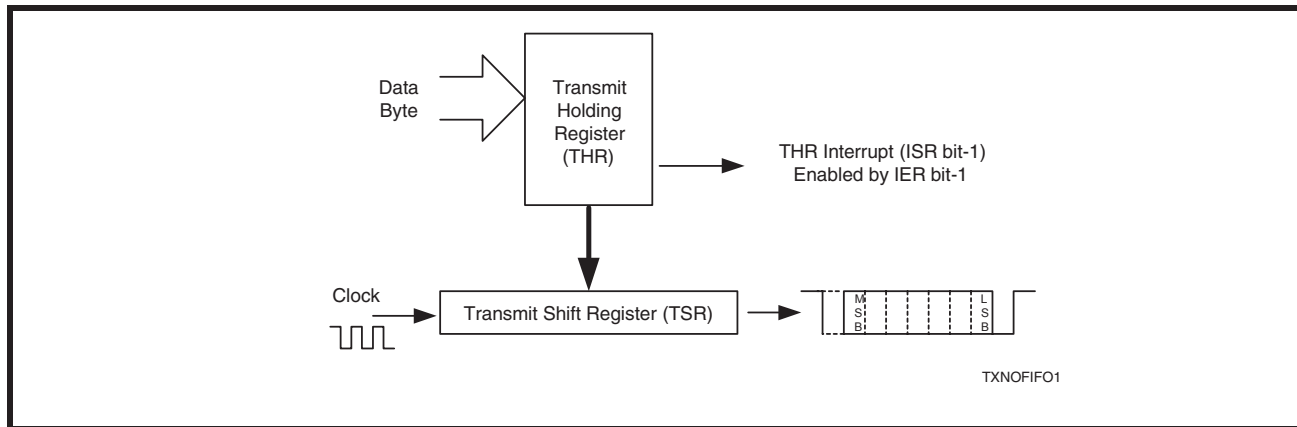 Data
Byte
Transmit
Holding
Register
(THR)
THR Interrupt (ISR bit-1)
Enabled by IER bit-1
Clock
Transmit Shift Register (TSR)
M
S
B
L
S
B
TXNOFIFO1